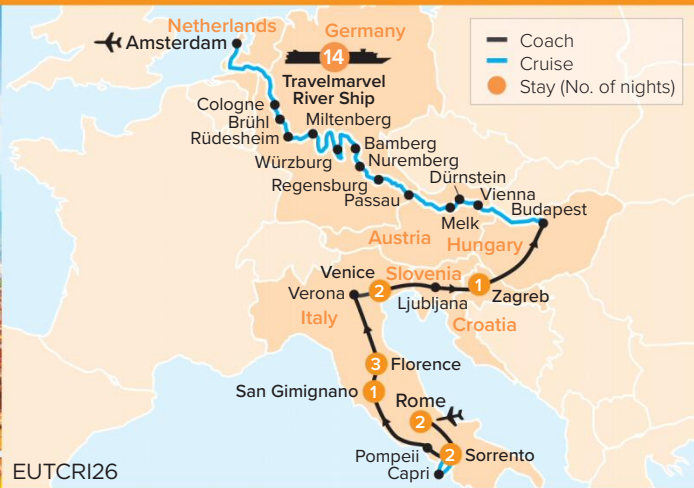 Netherlands
Germany
Amsterdam
14
Travelmarvel
River Ship
Coach
Cruise
Stay (No. of nights)
Cologne
Brühl
Rüdesheim
Miltenberg
Würzburg
Bamberg
Nuremberg
Regensburg
Passau
Dürnstein
Vienna
Melk
Budapest
Austria
Hungary
Venice
2
Slovenia
Verona
Ljubljana
1
Zagreb
Italy
Croatia
3
Florence
San Gimignano
1
Rome
2
Pompeii
2
Sorrento
Capri
EUTCRI26